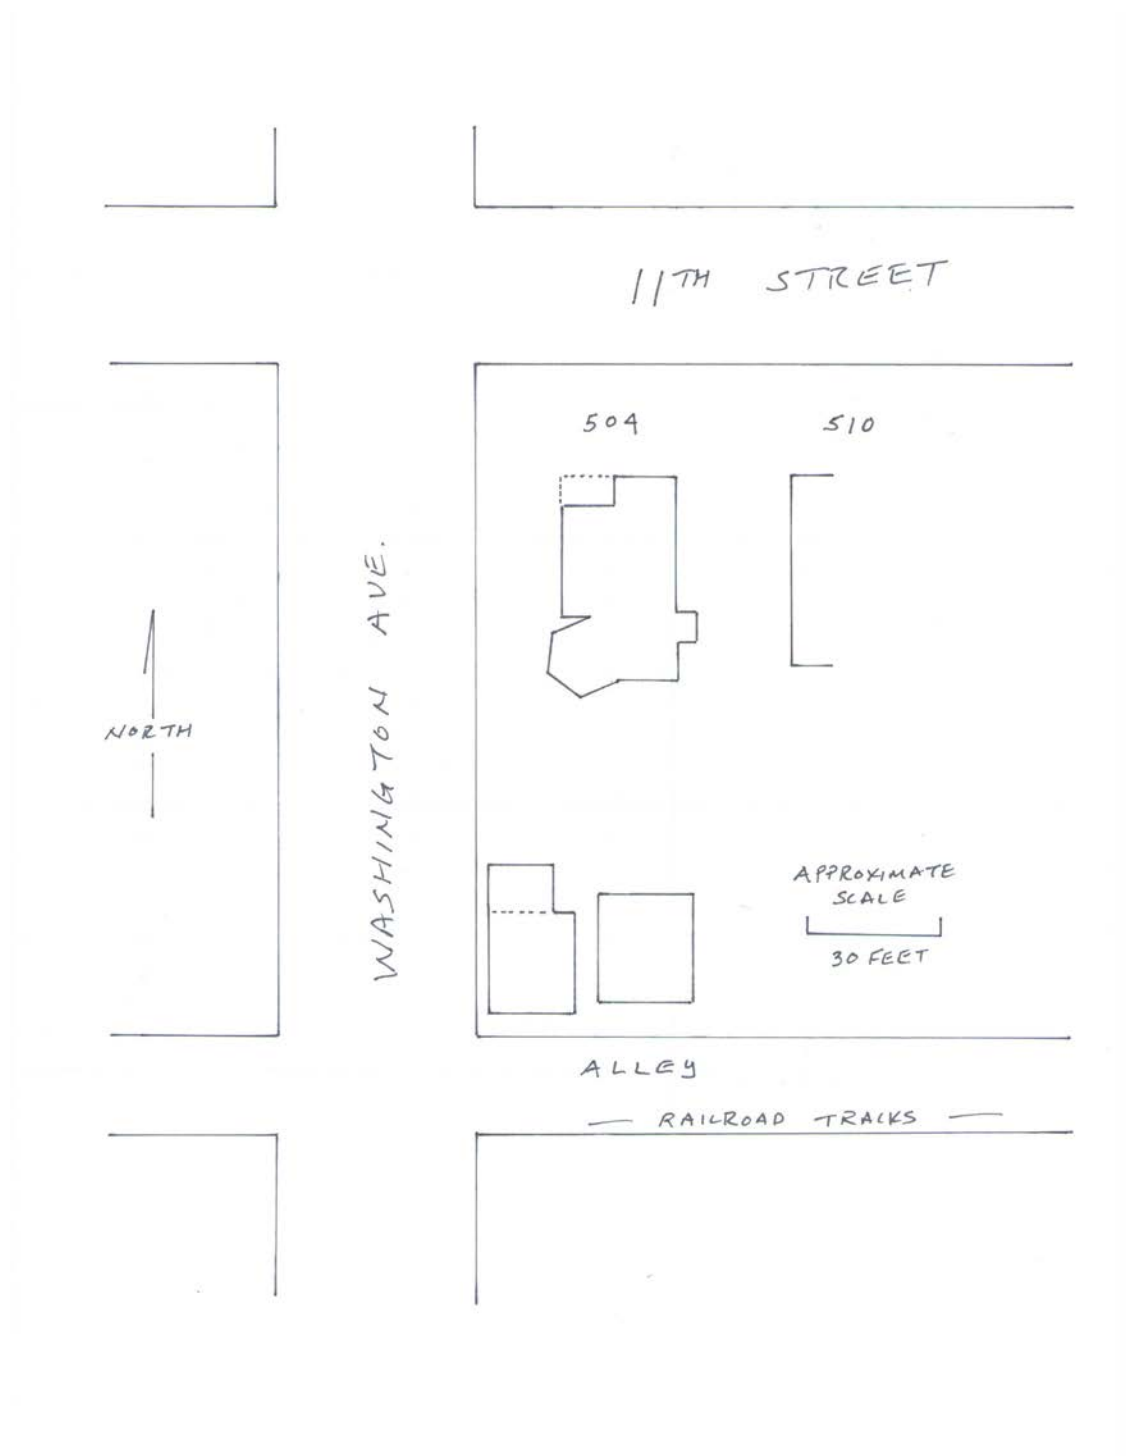 11TH STREET
504
510
WASHINGTON AVE.
NORTH
APPROXIMATE
SCALE
30 FEET
ALLEY
— RAILROAD TRACKS —